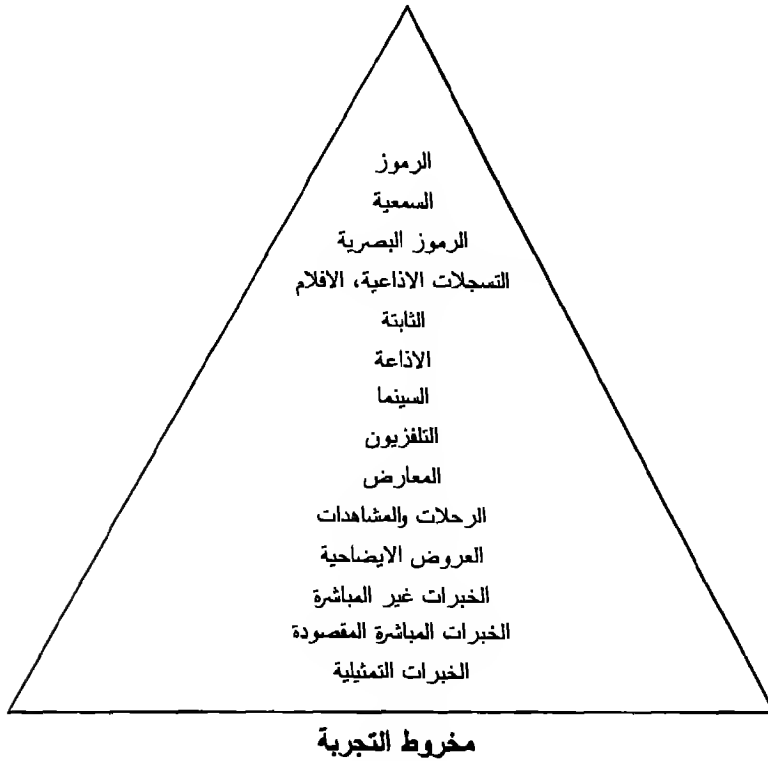 الرموز
السمعية
الرموز البصرية
التسجلات الاذاعية، الافلام
الثابتة
الاذاعة
السينما
التلفزيون
المعارض
الرحلات والمشاهدات
العروض الايضاحية
الخبرات غير المباشرة
الخبرات المباشرة المقصودة
الخبرات التمثيلية
مخروط التجربة